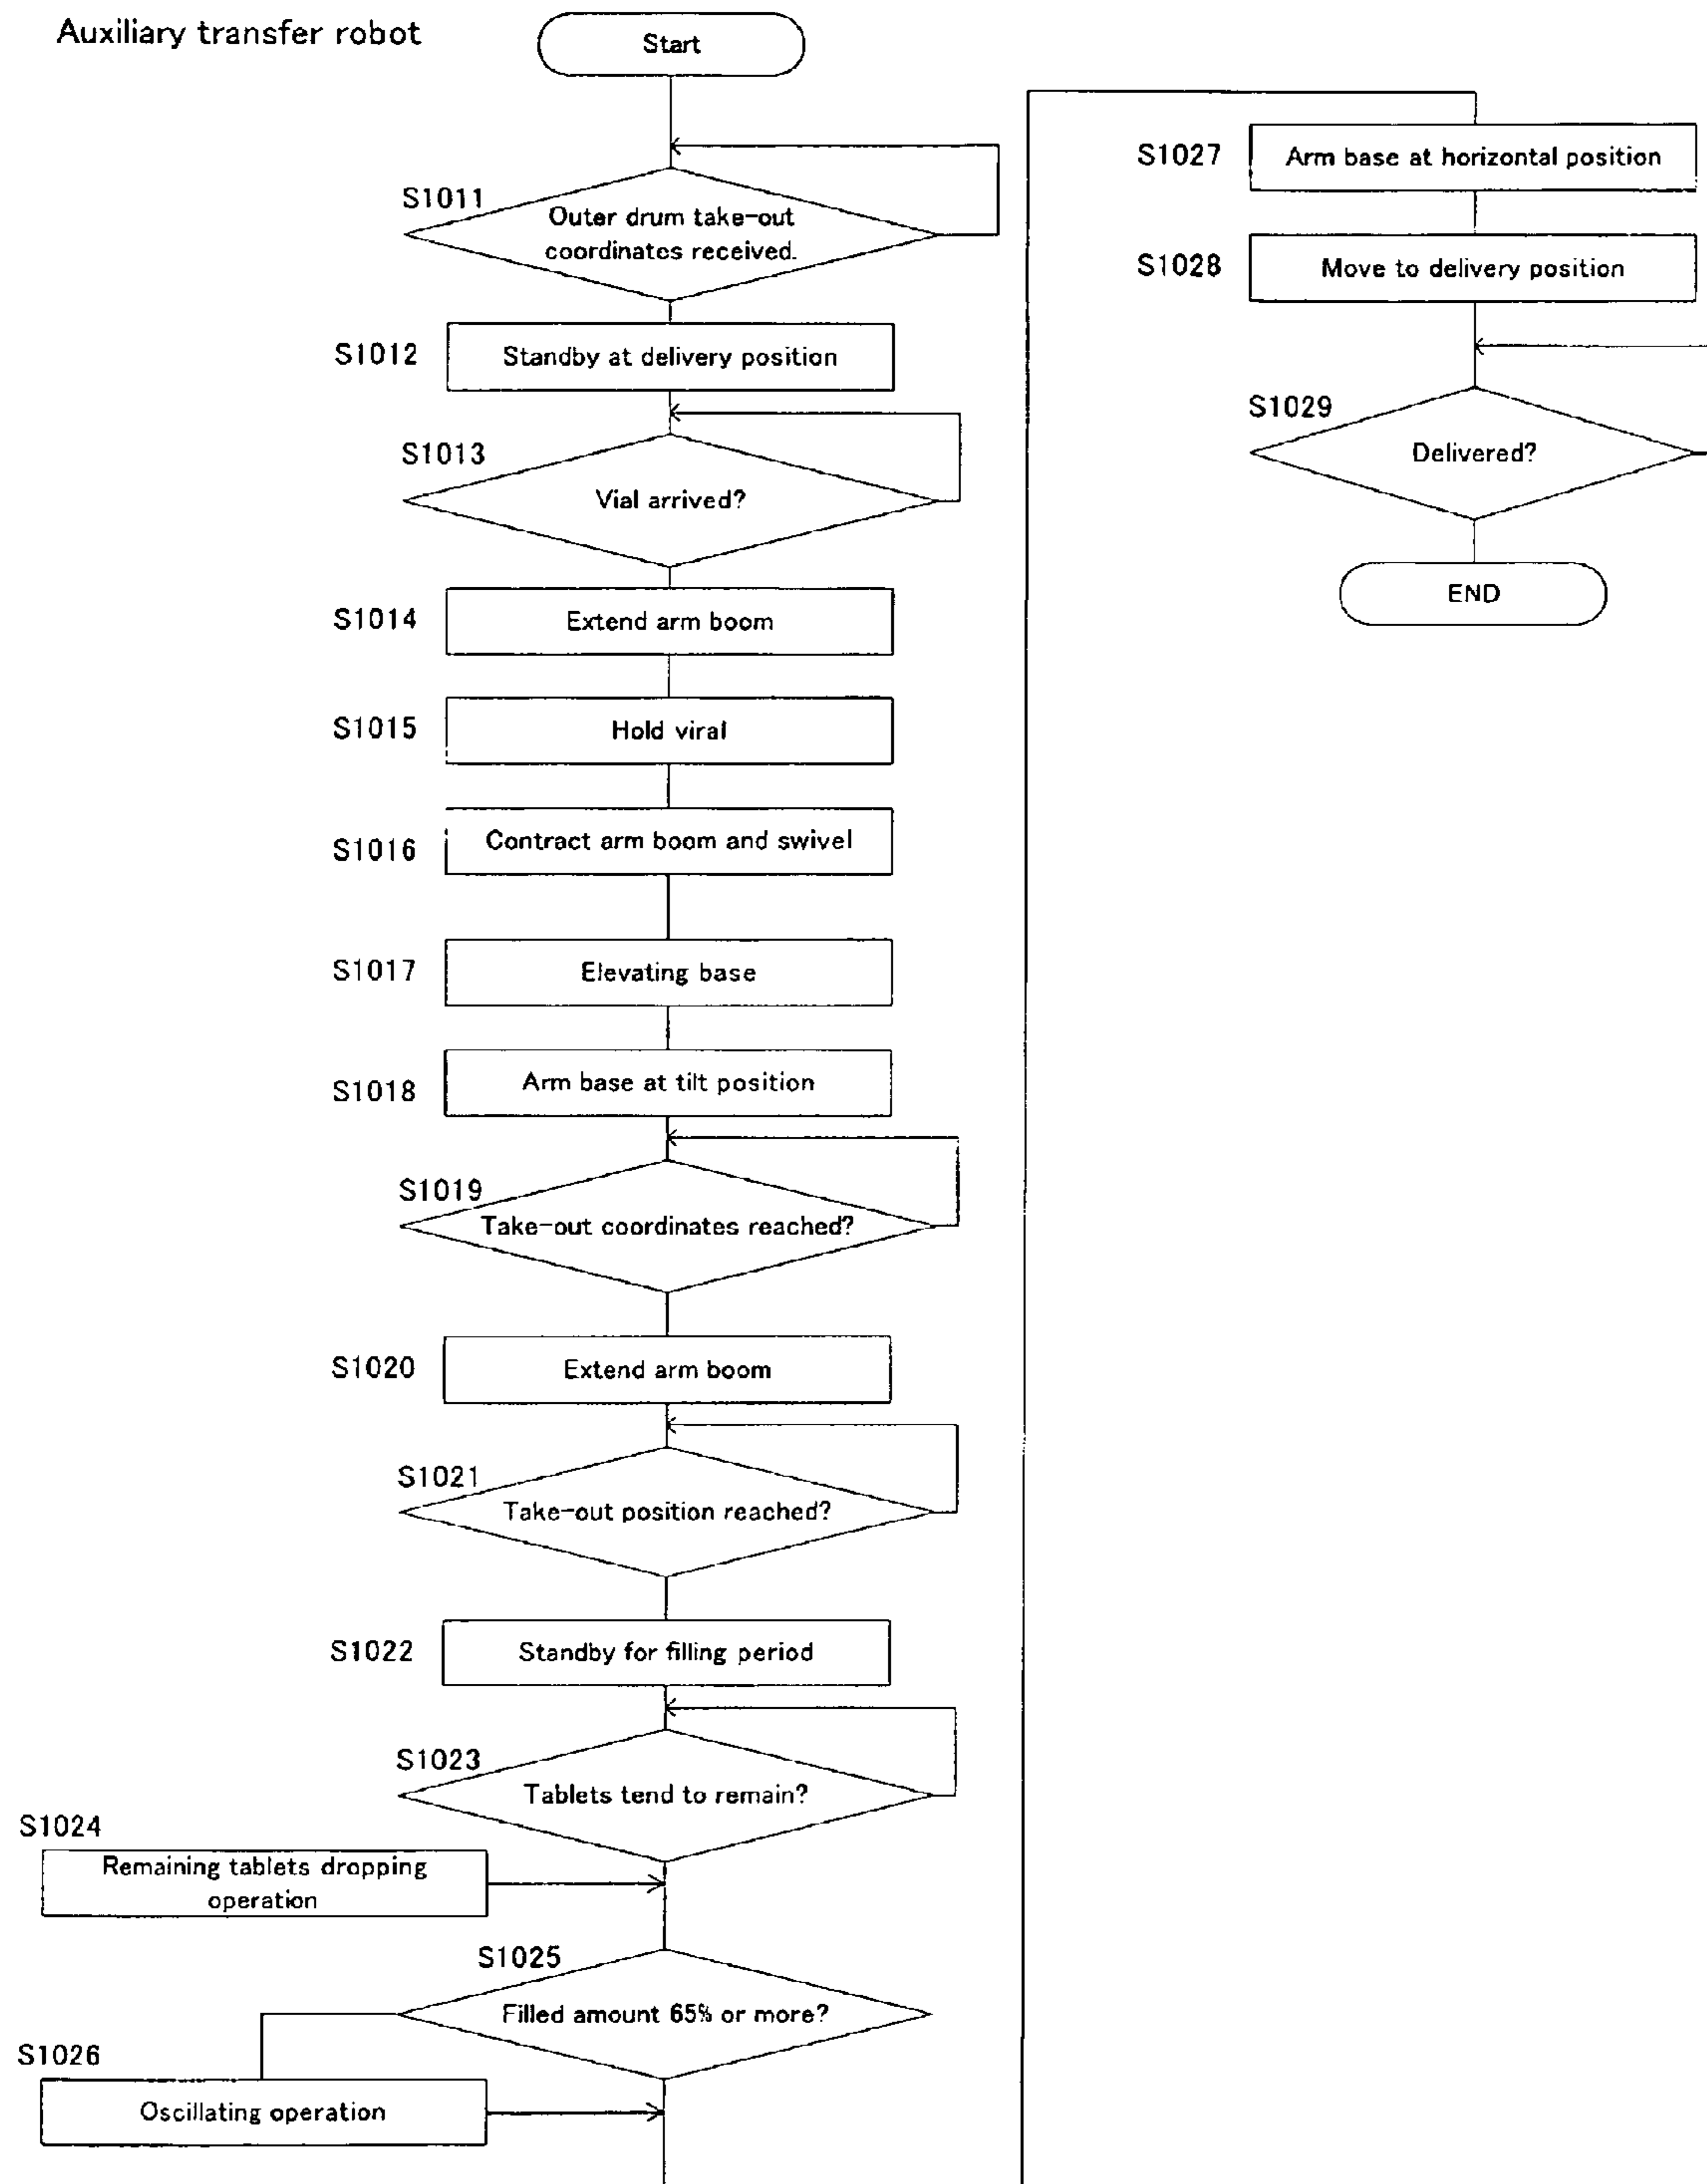 Auxiliary transfer robot
Start
S1011
Outer drum take-out
coordinates received.
S1012
Standby at delivery position
S1013
Vial arrived?
S1014
Extend arm boom
S1015
Hold viral
S1016
Contract arm boom and swivel
S1017
Elevating base
S1018
Arm base at tilt position
S1019
Take-out coordinates reached?
S1020
Extend arm boom
S1021
Take-out position reached?
S1022
Standby for filling period
S1023
Tablets tend to remain?
S1024
Remaining tablets dropping
operation
S1025
Filled amount 65% or more?
S1026
Oscillating operation
S1027
Arm base at horizontal position
S1028
Move to delivery position
S1029
Delivered?
END